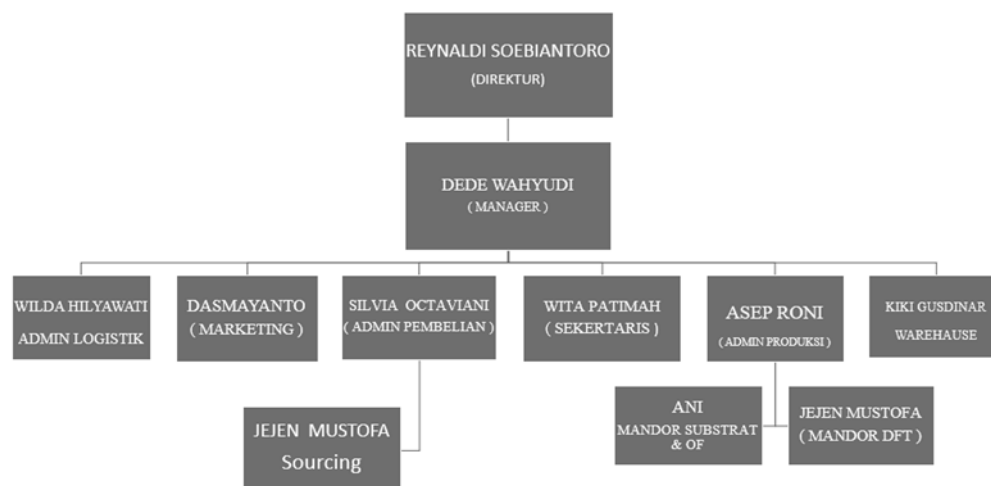 REYNALDI SOEBIANTORO
(DIREKTUR)
DEDE WAHYUDI
( MANAGER )
WILDA HILYAWATI
ADMIN LOGISTIK
DASMAYANTO
( MARKETING )
SILVIA OCTAVIANI
( ADMIN PEMBELIAN )
WITA PATIMAH
( SEKERTARIS )
ASEP RONI
( ADMIN PRODUKSI )
KIKI GUSDINAR
WAREHAUSE
JEJEN MUSTOFA
Sourcing
ANI
MANDOR SUBSTRAT
& OF
JEJEN MUSTOFA
( MANDOR DFT )